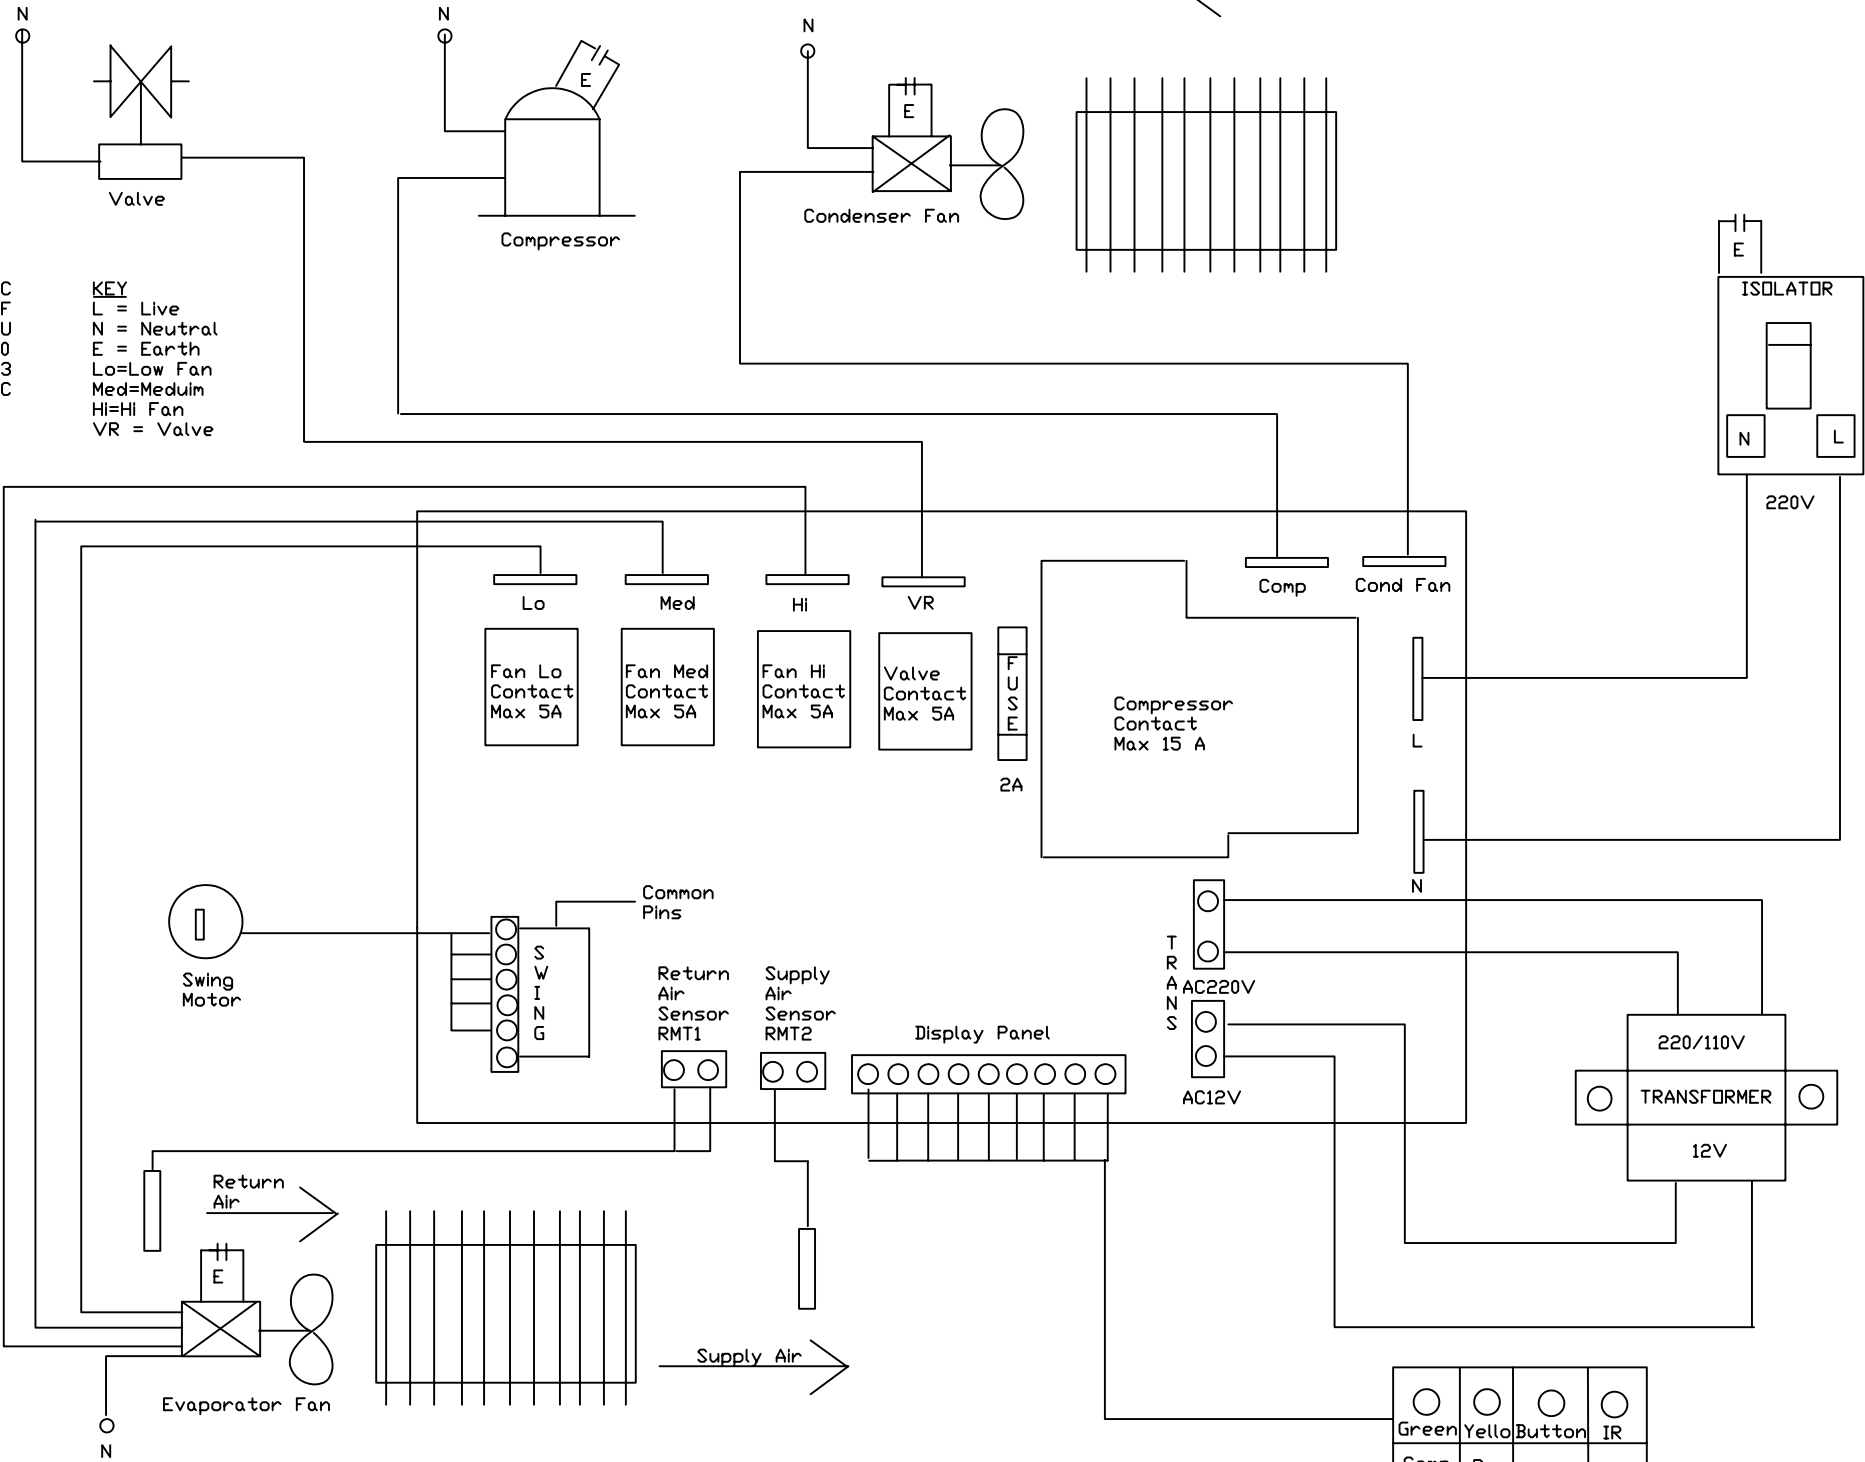 N
N
N
E
E
Valve
Compressor
Condenser Fan
E
ISOLATOR
N
L
220V
C
F
U
0
3
C
KEY
L = Live
N = Neutral
E = Earth
Lo=Low Fan
Med=Meduim
Hi=Hi Fan
VR = Valve
Lo
Med
Hi
VR
Comp
Cond Fan
Fan Lo
Contact
Max 5A
Fan Med
Contact
Max 5A
Fan Hi
Contact
Max 5A
Valve
Contact
Max 5A
F
U
S
E
2A
Compressor
Contact
Max 15 A
L
N
Swing
Motor
Common
Pins
S
W
I
N
G
Return
Air
Sensor
RMT1
Supply
Air
Sensor
RMT2
Display Panel
T
R
A
N
S
AC220V
AC12V
220/110V
TRANSFORMER
12V
Return
Air
E
Evaporator Fan
N
Supply Air
Green
Yello
Button
IR